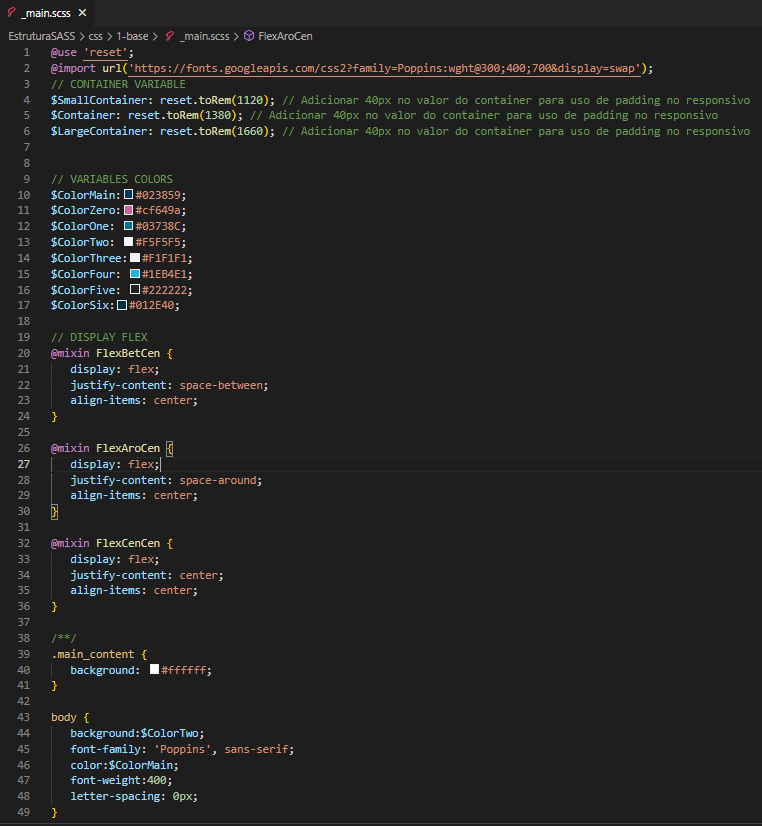 _main.scss ×
EstruturaSASS > css > 1-base > _main.scss > FlexAroCen
1 @use 'reset';
2 @import url('https://fonts.googleapis.com/css2?family=Poppins:wght@300;400;700&display=swap');
3 // CONTAINER VARIABLE
4 $SmallContainer: reset.toRem(1120); // Adicionar 40px no valor do container para uso de padding no responsivo
5 $Container: reset.toRem(1380); // Adicionar 40px no valor do container para uso de padding no responsivo
6 $LargeContainer: reset.toRem(1660); // Adicionar 40px no valor do container para uso de padding no responsivo
7
8
9 // VARIABLES COLORS
10 $ColorMain: #023859;
11 $ColorZero: #cf649a;
12 $ColorOne: #03738C;
13 $ColorTwo: #F5F5F5;
14 $ColorThree: #F1F1F1;
15 $ColorFour: #1EB4E1;
16 $ColorFive: #222222;
17 $ColorSix: #012E40;
18
19 // DISPLAY FLEX
20 @mixin FlexBetCen {
21 display: flex;
22 justify-content: space-between;
23 align-items: center;
24 }
25
26 @mixin FlexAroCen {
27 display: flex;
28 justify-content: space-around;
29 align-items: center;
30 }
31
32 @mixin FlexCenCen {
33 display: flex;
34 justify-content: center;
35 align-items: center;
36 }
37
38 /**/
39 .main_content {
40 background: #ffffff;
41 }
42
43 body {
44 background:$ColorTwo;
45 font-family: 'Poppins', sans-serif;
46 color:$ColorMain;
47 font-weight:400;
48 letter-spacing: 0px;
49 }